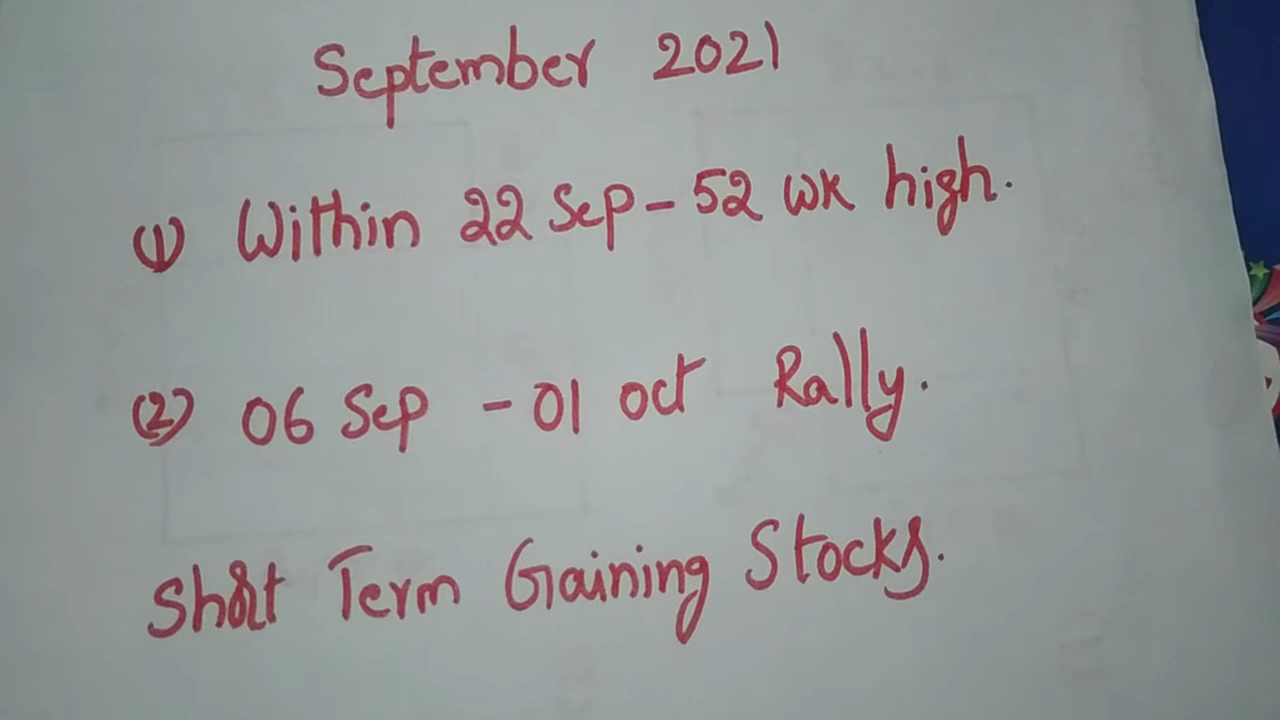 September 2021
(1) Within 22 Sep - 52 wk high.
(2) 06 Sep - 01 oct Rally.
Short Term Gaining Stocks.